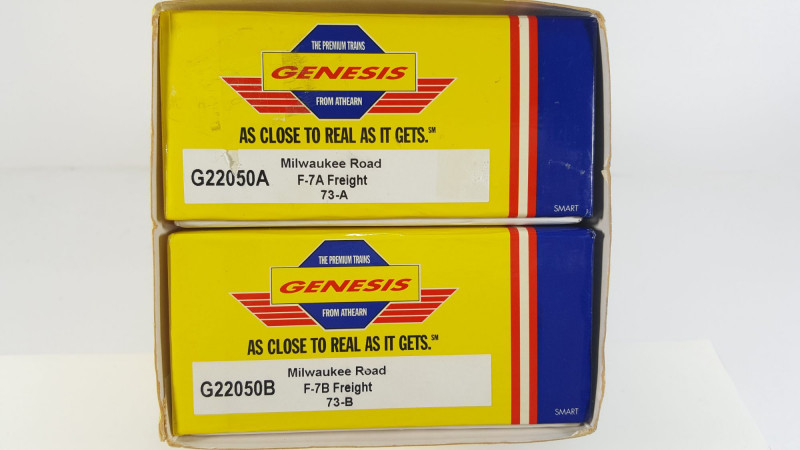 THE PREMIUM TRAINS
GENESIS
FROM ATHEARN
AS CLOSE TO REAL AS IT GETS.℠
G22050A
Milwaukee Road
F-7A Freight
73-A
SMART
THE PREMIUM TRAINS
GENESIS
FROM ATHEARN
AS CLOSE TO REAL AS IT GETS.℠
G22050B
Milwaukee Road
F-7B Freight
73-B
SMART